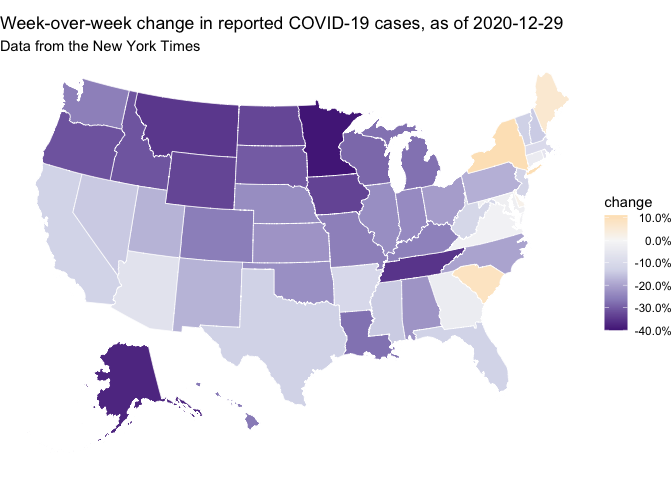 Week-over-week change in reported COVID-19 cases, as of 2020-12-29
Data from the New York Times
change
10.0%
0.0%
-10.0%
-20.0%
-30.0%
-40.0%